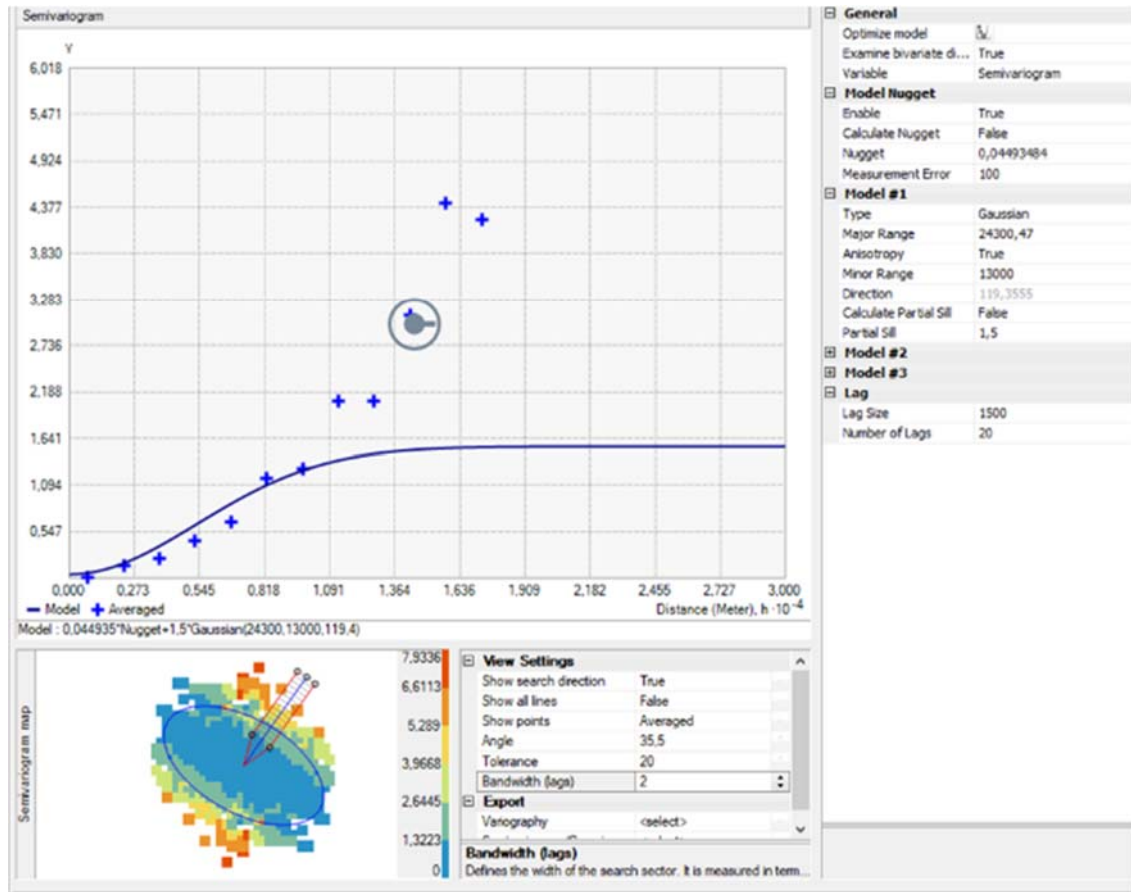 Semivariogram
γ
6,018
5,471
4,924
4,377
3,830
3,283
2,736
2,188
1,641
1,094
0,547
0,000 0,273 0,545 0,818 1,091 1,364 1,636 1,909 2,182 2,455 2,727 3,000
Model Averaged Distance (Meter), h ·10⁻⁴
Model : 0,044935*Nugget+1,5*Gaussian(24300,13000,119,4)
Semivariogram map
7,9336
6,6113
5,289
3,9668
2,6445
1,3223
0
View Settings
Show search direction True
Show all lines False
Show points Averaged
Angle 35,5
Tolerance 20
Bandwidth (lags) 2
Export
Variography <select>
Bandwidth (lags)
Defines the width of the search sector. It is measured in term...
General
Optimize model
Examine bivariate di... True
Variable Semivariogram
Model Nugget
Enable True
Calculate Nugget False
Nugget 0,04493484
Measurement Error 100
Model #1
Type Gaussian
Major Range 24300,47
Anisotropy True
Minor Range 13000
Direction 119,3555
Calculate Partial Sill False
Partial Sill 1,5
Model #2
Model #3
Lag
Lag Size 1500
Number of Lags 20